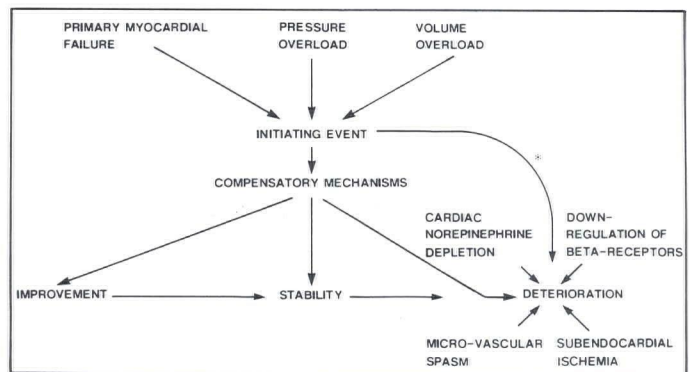 PRIMARY MYOCARDIAL
FAILURE
PRESSURE
OVERLOAD
VOLUME
OVERLOAD
INITIATING EVENT
*
COMPENSATORY MECHANISMS
CARDIAC
NOREPINEPHRINE
DEPLETION
DOWN-
REGULATION OF
BETA-RECEPTORS
IMPROVEMENT
STABILITY
DETERIORATION
MICRO-VASCULAR
SPASM
SUBENDOCARDIAL
ISCHEMIA